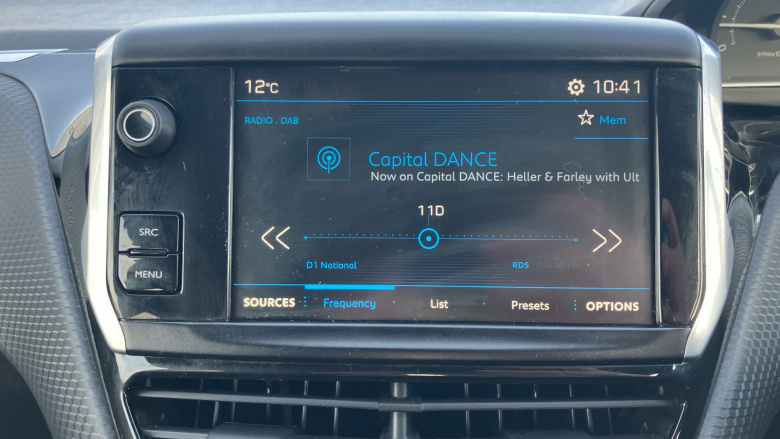 12°C 10:41
RADIO . DAB Mem
Capital DANCE
Now on Capital DANCE: Heller & Farley with Ult
11D
SRC
MENU
D1 National RDS
SOURCES Frequency List Presets OPTIONS